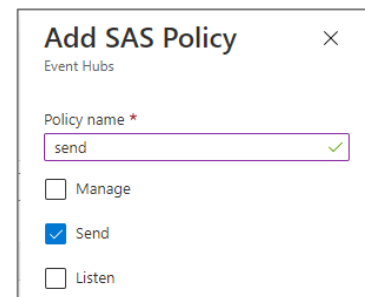 Add SAS Policy
Event Hubs
Policy name *
send
Manage
Send
Listen